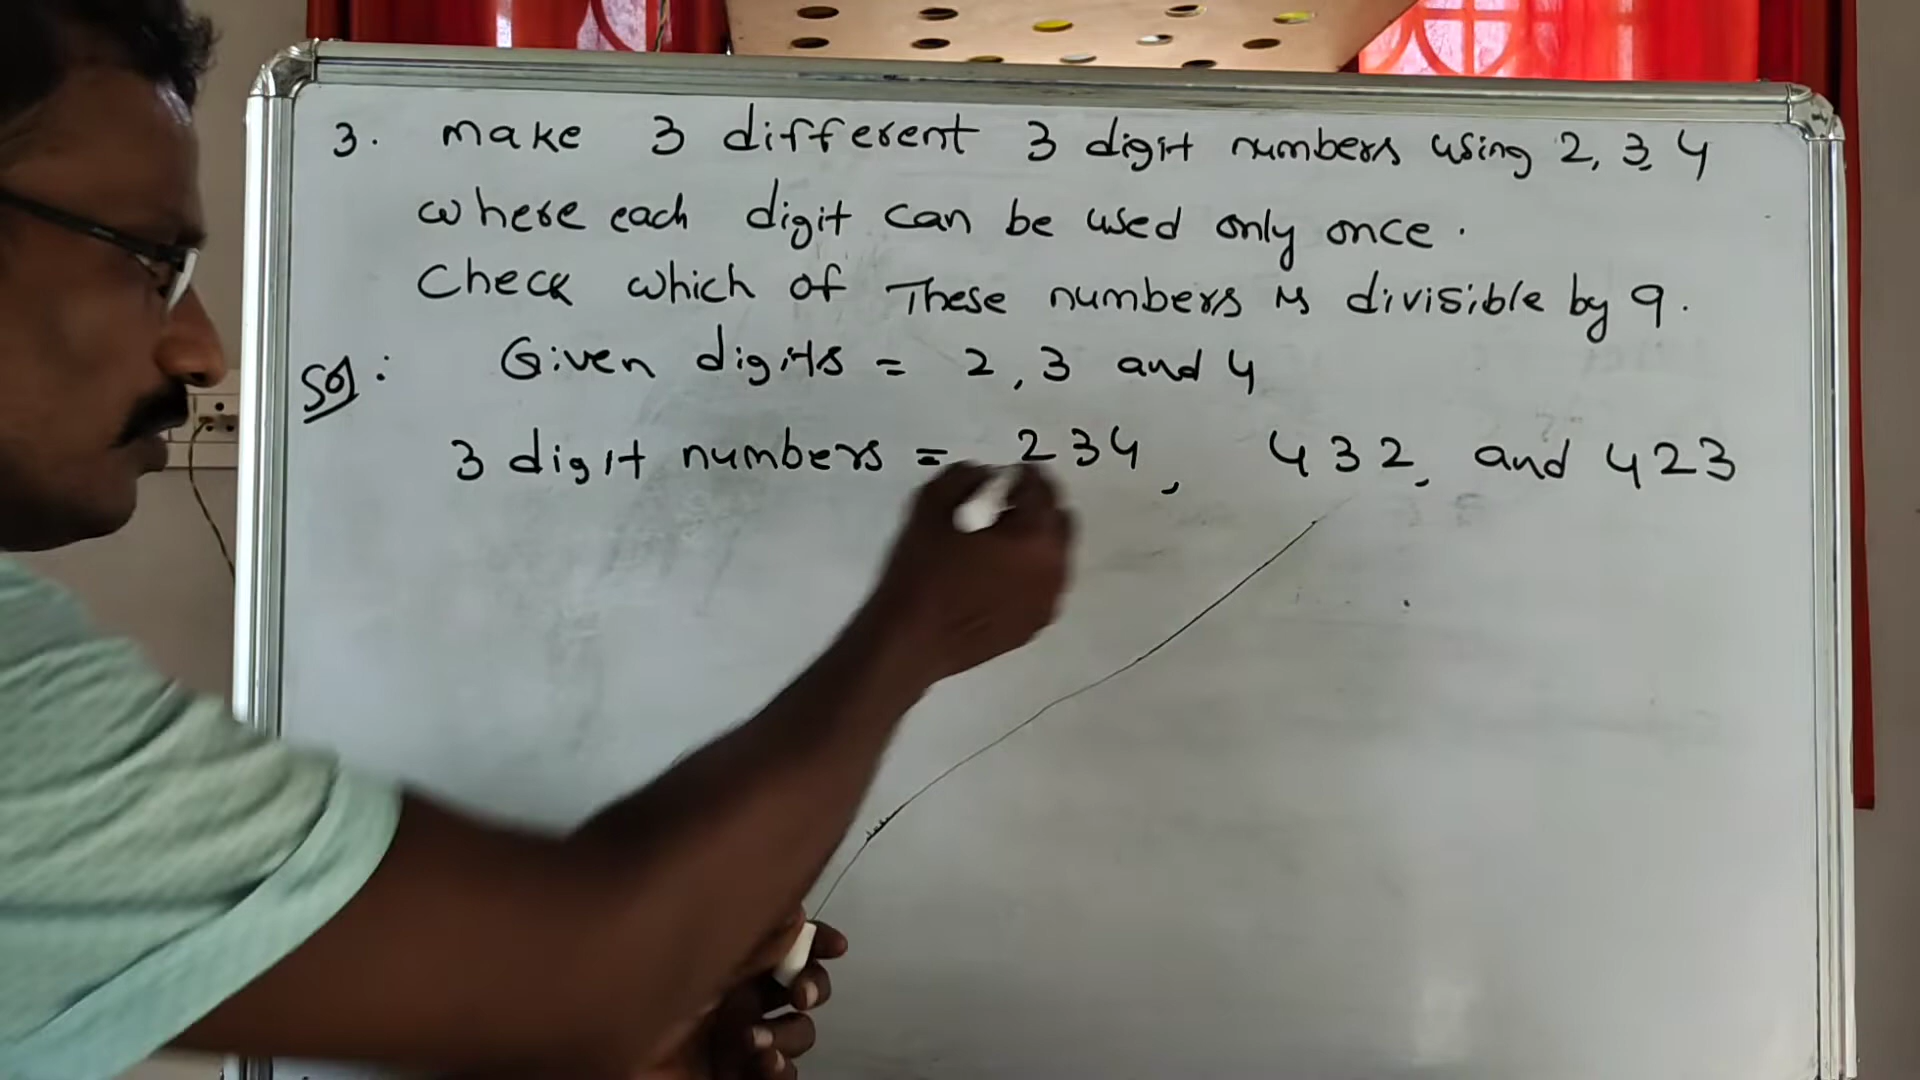 3. make 3 different 3 digit numbers using 2, 3, 4
where each digit can be used only once.
Check which of These numbers is divisible by 9.
Sol: Given digits = 2, 3 and 4
3 digit numbers = 234, 432, and 423